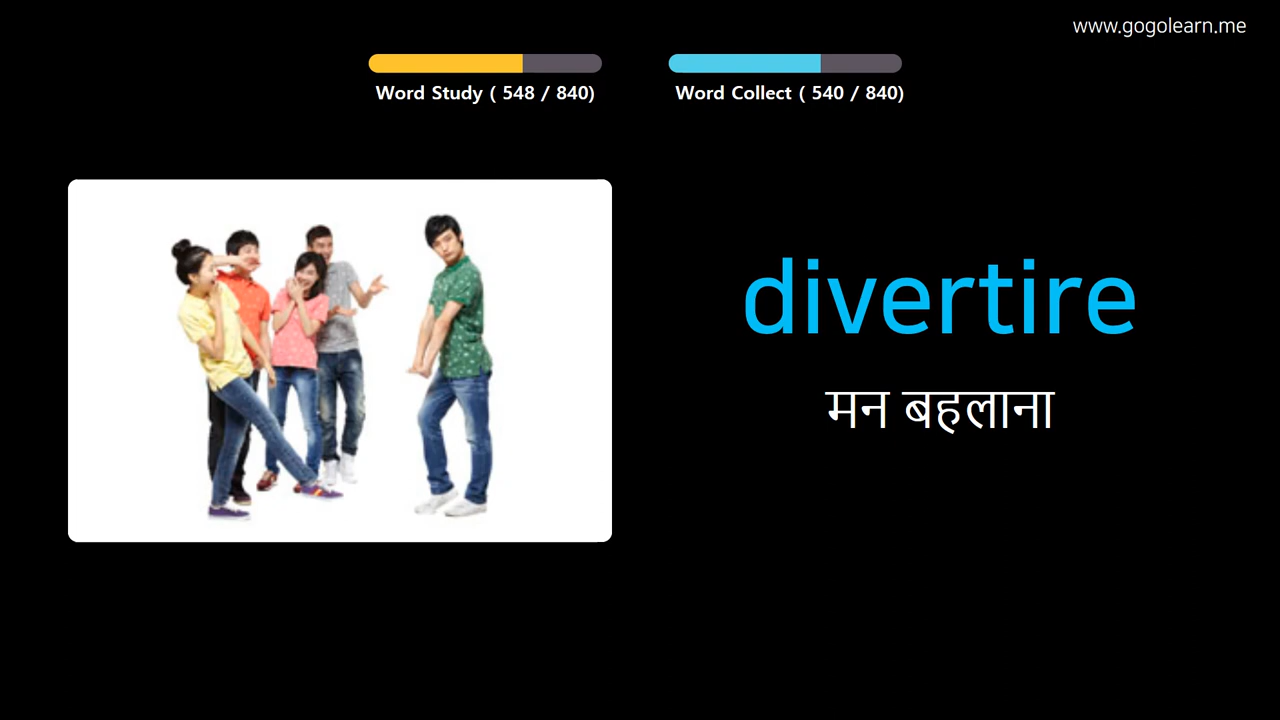 www.gogolearn.me
Word Study ( 548 / 840)
Word Collect ( 540 / 840)
divertire
मन बहलाना